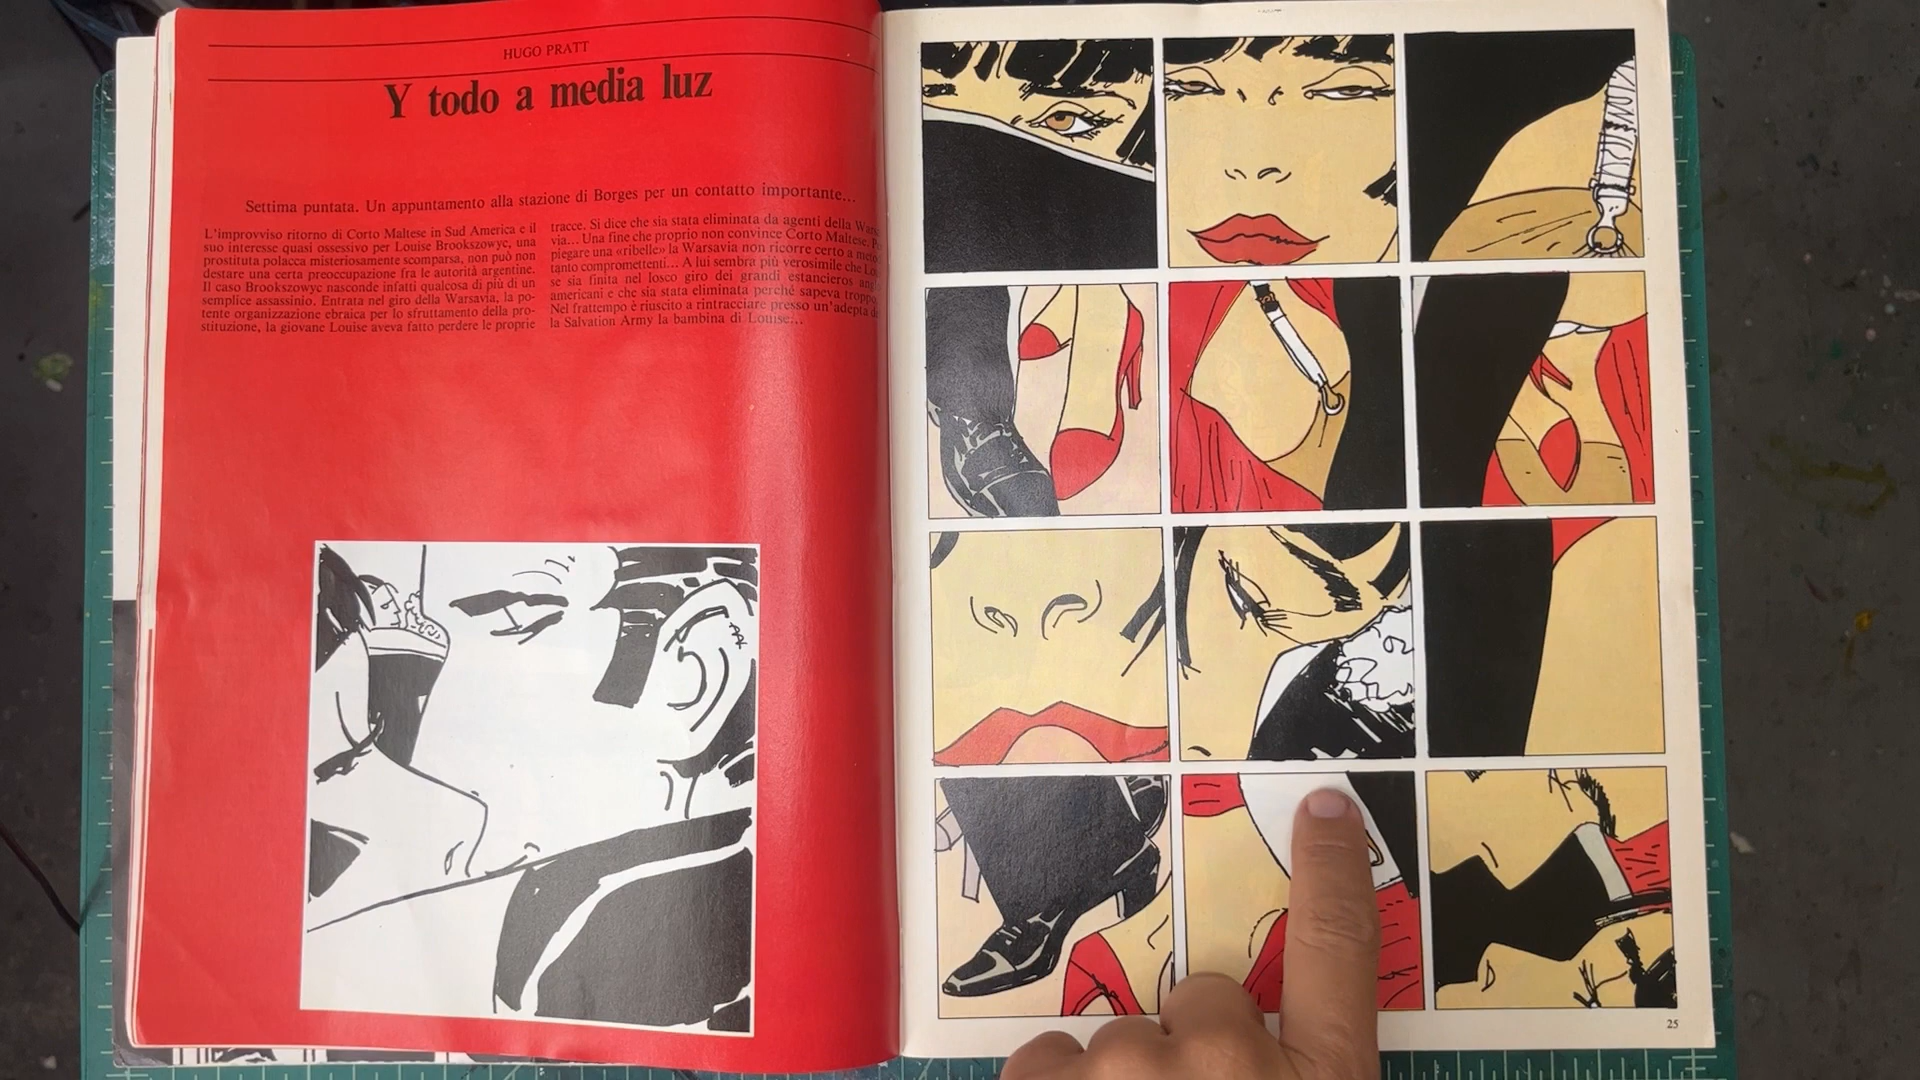 HUGO PRATT
Y todo a media luz
Settima puntata. Un appuntamento alla stazione di Borges per un contatto importante...
L'improvviso ritorno di Corto Maltese in Sud America e il
suo interesse quasi ossessivo per Louise Brookszowyc, una
prostituta polacca misteriosamente scomparsa, non può non
destare una certa preoccupazione fra le autorità argentine.
Il caso Brookszowyc nasconde infatti qualcosa di più di un
semplice assassinio. Entrata nel giro della Warsavia, la po-
tente organizzazione ebraica per lo sfruttamento della pro-
stituzione, la giovane Louise aveva fatto perdere le proprie
tracce. Si dice che sia stata eliminata da agenti della
via... Una fine che proprio non convince Corto Maltese.
piegare una «ribelle» la Warsavia non ricorre certo a
tanto compromettenti... A lui sembra più verosimile che
se sia finita nel losco giro dei grandi estancieros
americani e che sia stata eliminata perché sapeva troppo.
Nel frattempo è riuscito a rintracciare presso un'adepta
la Salvation Army la bambina di Louise...
25